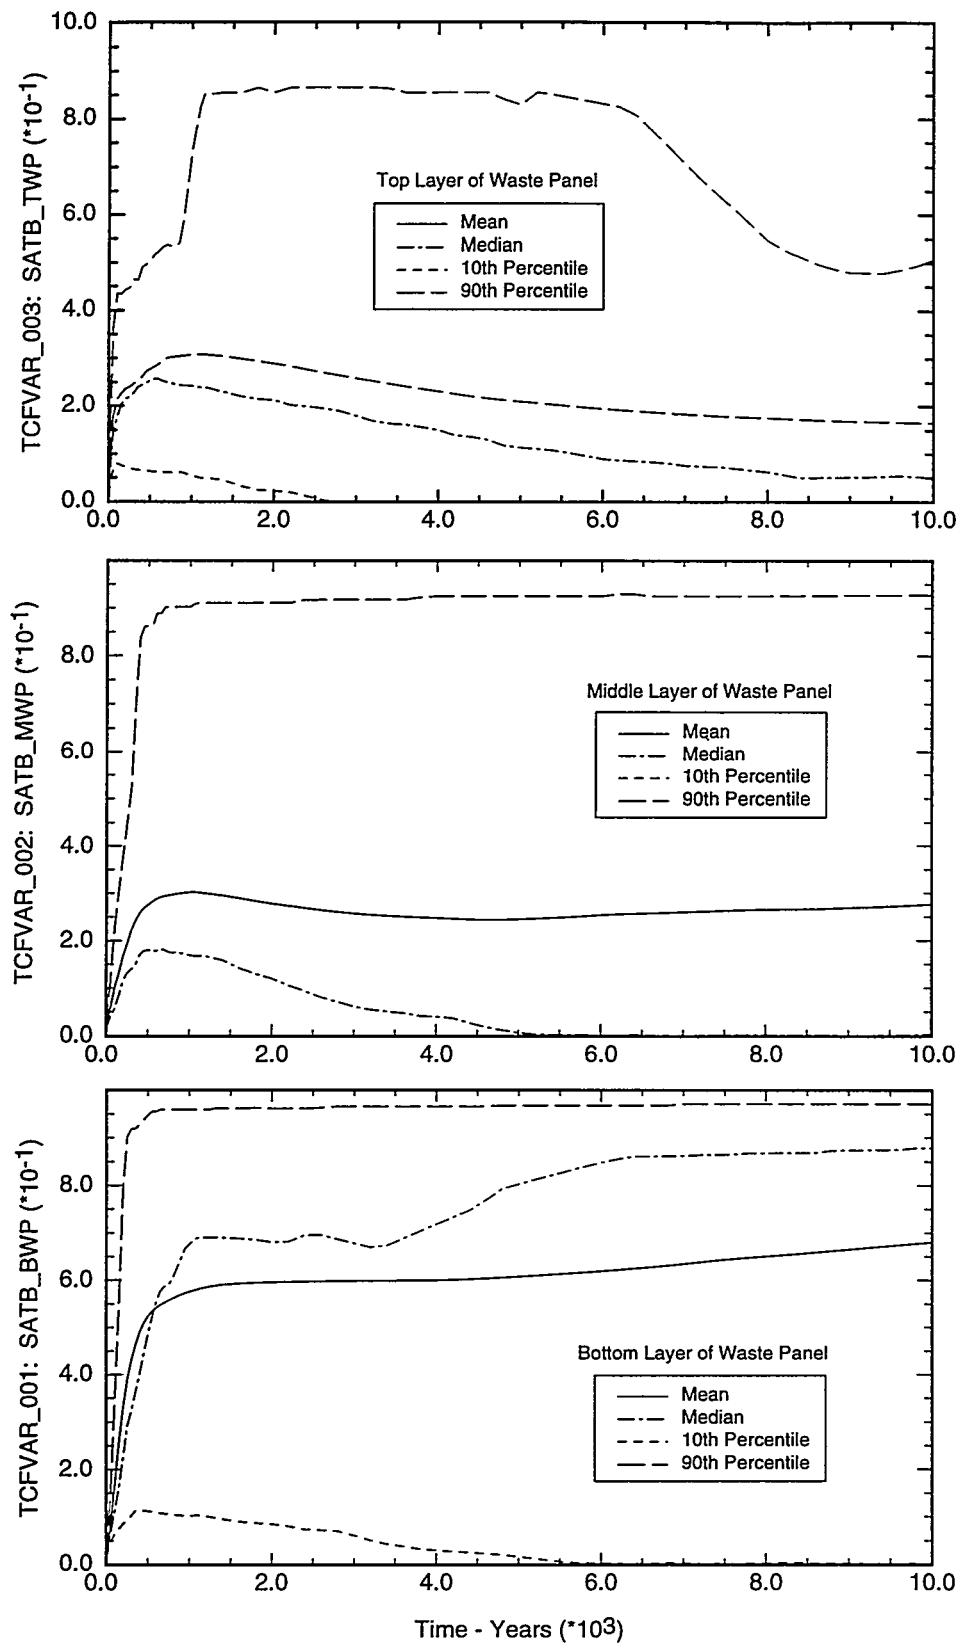 TCFVAR_003: SATB_TWP (*10-1)
10.0
8.0
6.0
4.0
2.0
0.0
Top Layer of Waste Panel
Mean
Median
10th Percentile
90th Percentile
0.0 2.0 4.0 6.0 8.0 10.0
TCFVAR_002: SATB_MWP (*10-1)
8.0
6.0
4.0
2.0
0.0
Middle Layer of Waste Panel
Mean
Median
10th Percentile
90th Percentile
0.0 2.0 4.0 6.0 8.0 10.0
TCFVAR_001: SATB_BWP (*10-1)
8.0
6.0
4.0
2.0
0.0
Bottom Layer of Waste Panel
Mean
Median
10th Percentile
90th Percentile
0.0 2.0 4.0 6.0 8.0 10.0
Time - Years (*103)